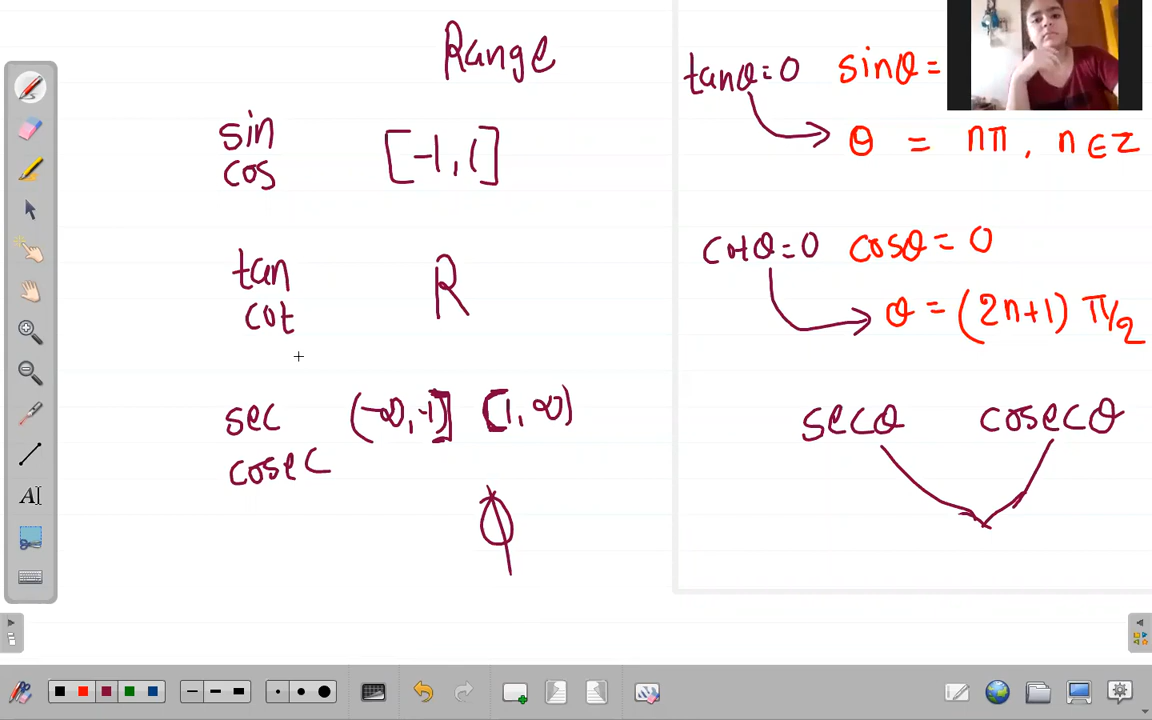 Range
sin
cos
[-1, 1]
tan
cot
R
sec
cosec
(-∞, -1] [1, ∞)
ϕ
tanθ=0 sinθ=
θ = nπ, n∈Z
cotθ=0 cosθ=0
θ = (2n+1) π/2
secθ cosecθ
A